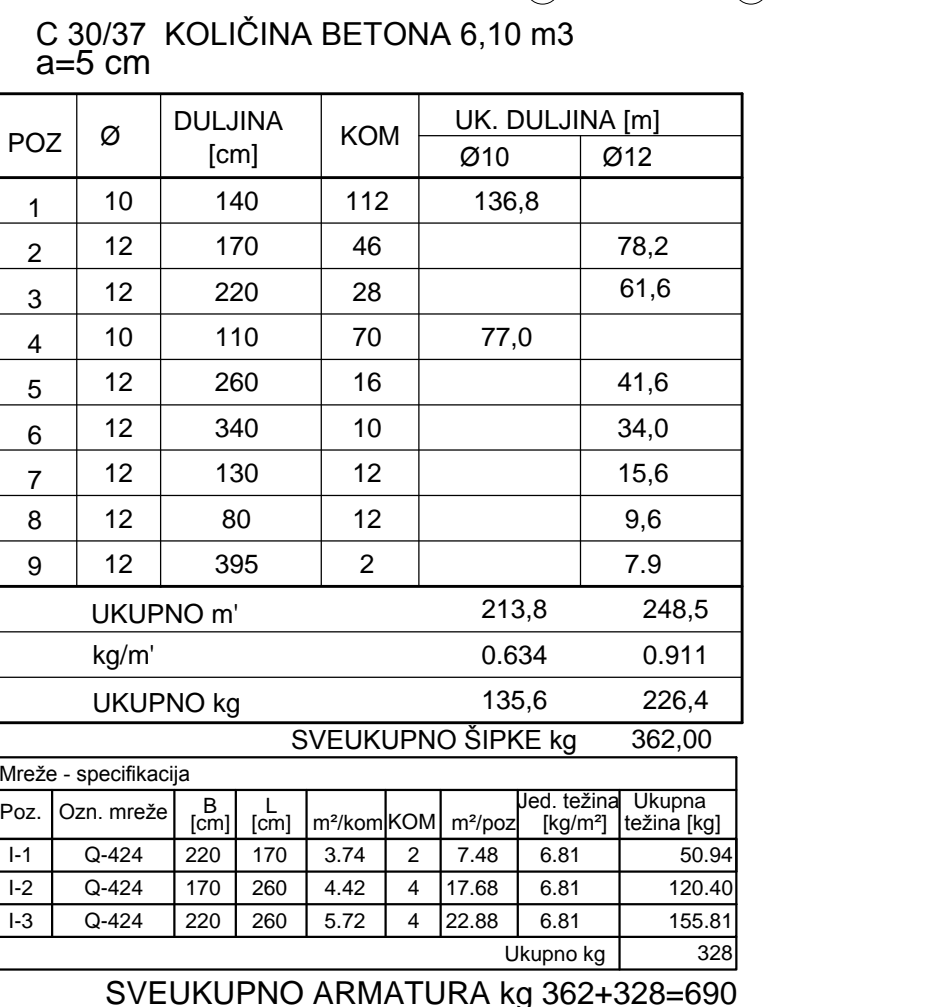 C 30/37 KOLIČINA BETONA 6,10 m3
a=5 cm
POZ Ø DULJINA [cm] KOM UK. DULJINA [m]
Ø10 Ø12
1 10 140 112 136,8
2 12 170 46 78,2
3 12 220 28 61,6
4 10 110 70 77,0
5 12 260 16 41,6
6 12 340 10 34,0
7 12 130 12 15,6
8 12 80 12 9,6
9 12 395 2 7.9
UKUPNO m' 213,8 248,5
kg/m' 0.634 0.911
UKUPNO kg 135,6 226,4
SVEUKUPNO ŠIPKE kg 362,00
Mreže - specifikacija
Poz. Ozn. mreže B [cm] L [cm] m²/kom KOM m²/poz Jed. težina [kg/m²] Ukupna težina [kg]
I-1 Q-424 220 170 3.74 2 7.48 6.81 50.94
I-2 Q-424 170 260 4.42 4 17.68 6.81 120.40
I-3 Q-424 220 260 5.72 4 22.88 6.81 155.81
Ukupno kg 328
SVEUKUPNO ARMATURA kg 362+328=690